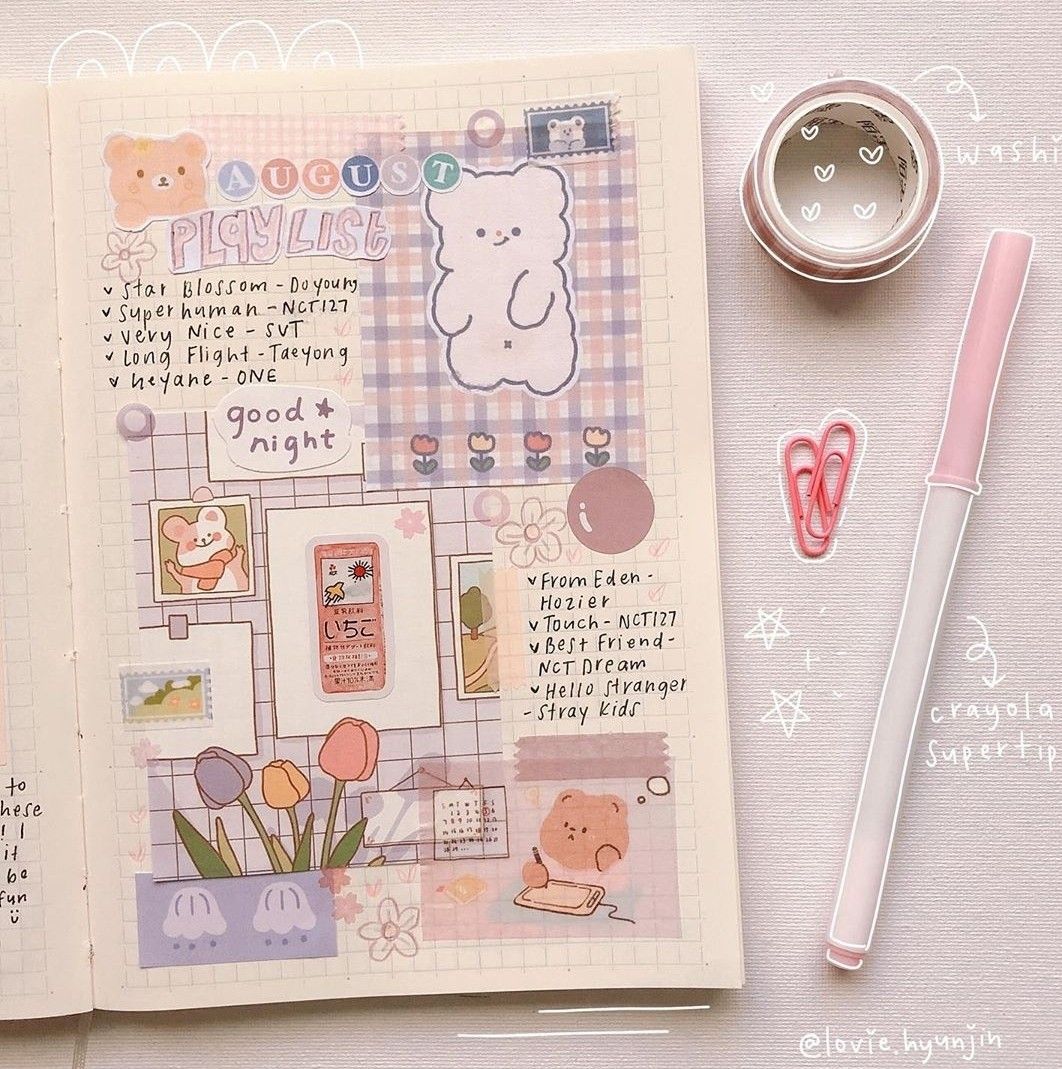 AUGUST
PLAYLIST
Star Blossom - Doyoung
Superhuman - NCT127
Very Nice - SVT
Long Flight - Taeyong
heyahe - ONE
good
night
いちご
From Eden -
Hozier
Touch - NCT127
Best Friend -
NCT Dream
Hello Stranger
- Stray Kids
S M T W T F S
to
hese
! I
it
be
fun
washi
crayola
supertip
@lovie.hyunjin